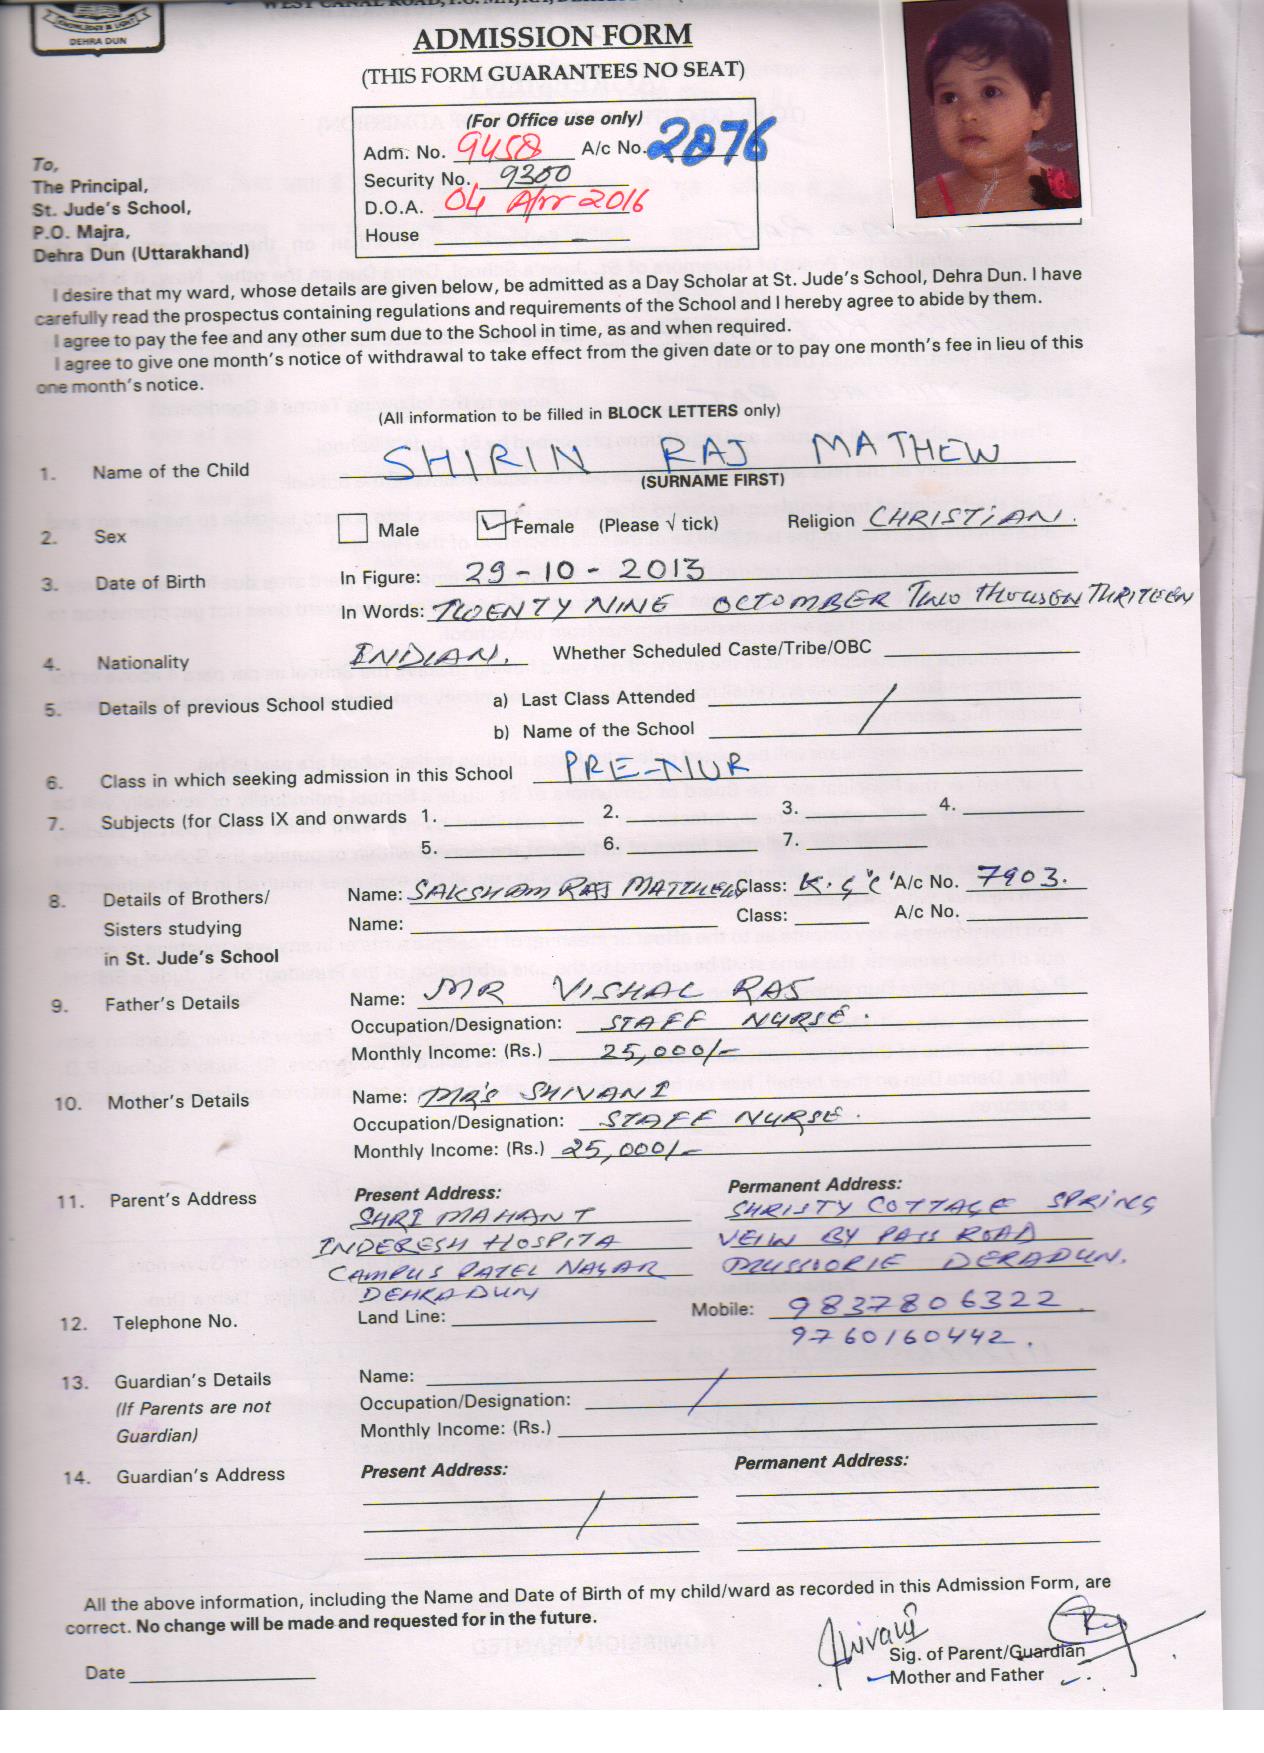 KNOWLEDGE & LIGHT
DEHRA DUN
WEST CANAL ROAD, P.O. MAJRA,
ADMISSION FORM
(THIS FORM GUARANTEES NO SEAT)
(For Office use only)
Adm. No. 9458 A/c No. 2076
Security No. 9300
D.O.A. 04 Apr 2016
House -
To,
The Principal,
St. Jude's School,
P.O. Majra,
Dehra Dun (Uttarakhand)
I desire that my ward, whose details are given below, be admitted as a Day Scholar at St. Jude's School, Dehra Dun. I have
carefully read the prospectus containing regulations and requirements of the School and I hereby agree to abide by them.
I agree to pay the fee and any other sum due to the School in time, as and when required.
I agree to give one month's notice of withdrawal to take effect from the given date or to pay one month's fee in lieu of this
one month's notice.
(All information to be filled in BLOCK LETTERS only)
1. Name of the Child SHIRIN RAJ MATHEW
(SURNAME FIRST)
2. Sex Male Female (Please √ tick) Religion CHRISTIAN.
3. Date of Birth In Figure: 29-10-2013
In Words: TWENTY NINE OCTOMBER TWO THOUSEN THRITEEN
4. Nationality INDIAN. Whether Scheduled Caste/Tribe/OBC
5. Details of previous School studied a) Last Class Attended
b) Name of the School
6. Class in which seeking admission in this School PRE-NUR
7. Subjects (for Class IX and onwards 1. 2. 3. 4.
5. 6. 7.
8. Details of Brothers/ Name: SAKSHAM RAJ MATTHEW Class: K.G "C" A/c No. 7903.
Sisters studying Name: Class: A/c No.
in St. Jude's School
9. Father's Details Name: MR VISHAL RAJ
Occupation/Designation: STAFF NURSE.
Monthly Income: (Rs.) 25,000/-
10. Mother's Details Name: MR'S SHIVANI
Occupation/Designation: STAFF NURSE.
Monthly Income: (Rs.) 25,000/-
11. Parent's Address Present Address: Permanent Address:
SHRI MAHANT SHRISTY COTTAGE SPRING
INDERESH HOSPITA VEIW BY PASS ROAD
CAMPUS PATEL NAGAR MUSSOORIE DERADUN.
DEHRADUN
12. Telephone No. Land Line: Mobile: 9837806322
9760160442.
13. Guardian's Details Name:
(If Parents are not Occupation/Designation:
Guardian) Monthly Income: (Rs.)
14. Guardian's Address Present Address: Permanent Address:
All the above information, including the Name and Date of Birth of my child/ward as recorded in this Admission Form, are
correct. No change will be made and requested for in the future.
Shivani
Sig. of Parent/Guardian
Date Mother and Father